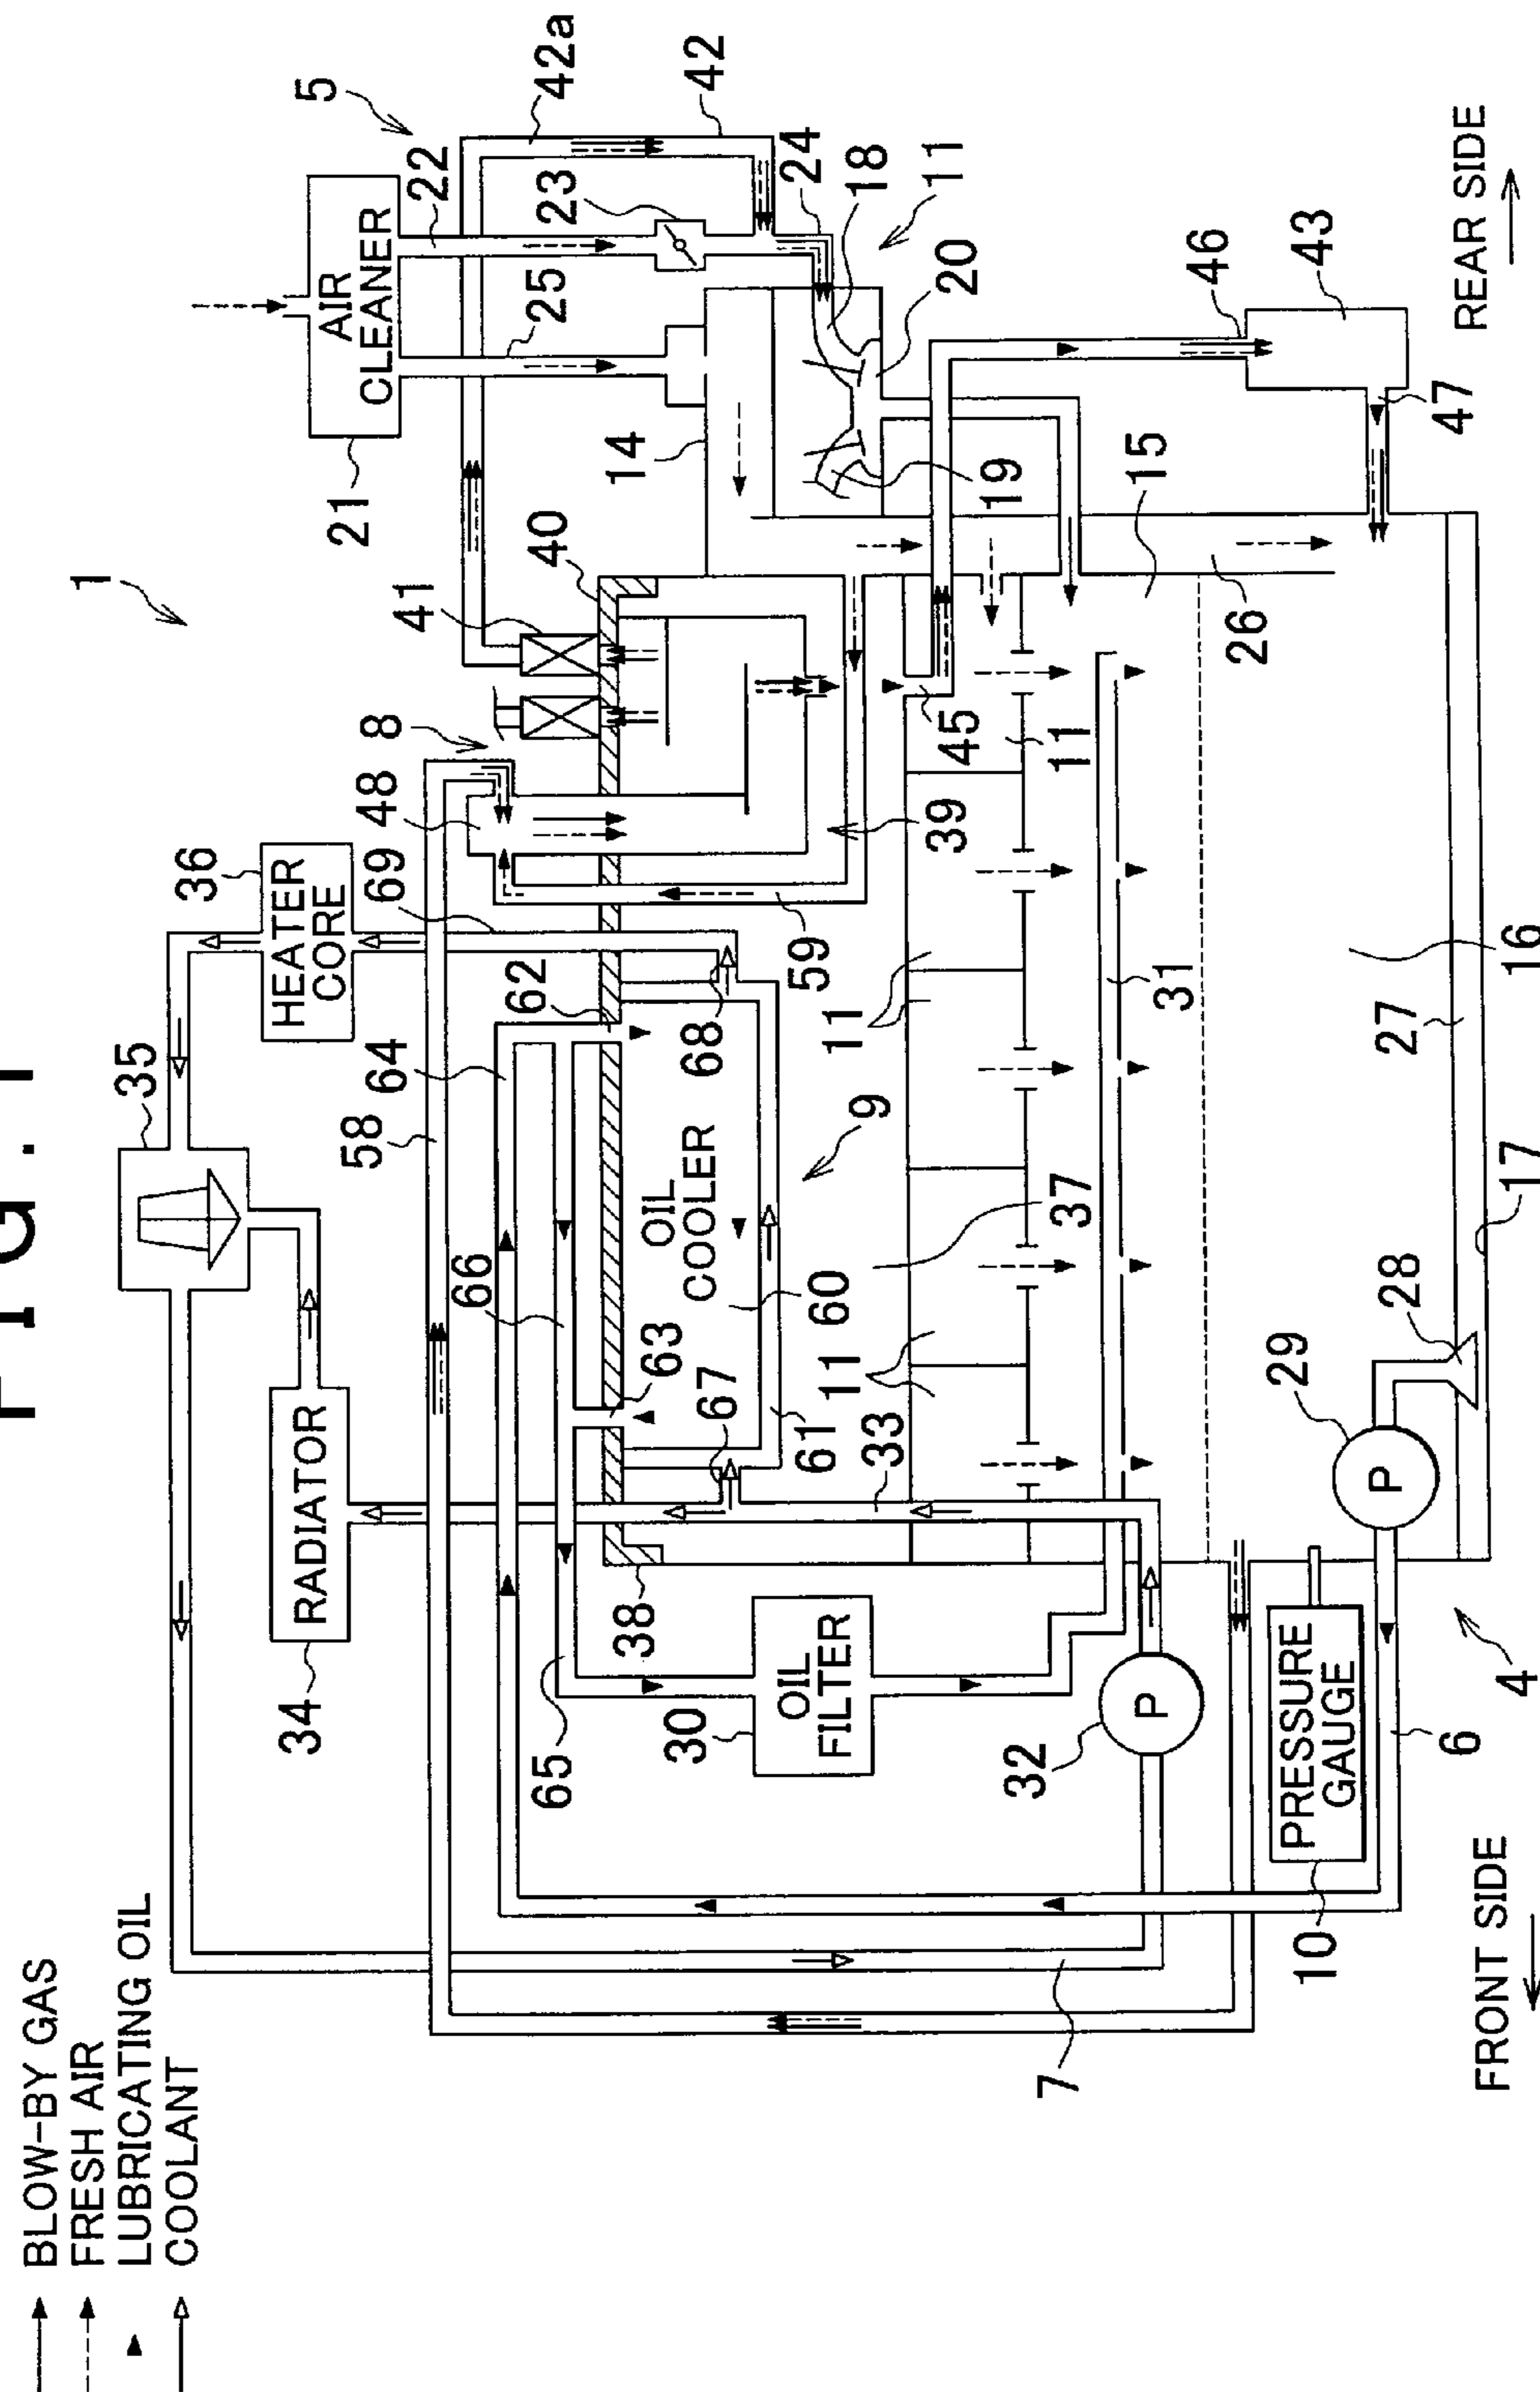 FIG. 1
BLOW-BY GAS
FRESH AIR
LUBRICATING OIL
COOLANT
1
35
36
5
34
RADIATOR
HEATER
CORE
21
AIR
CLEANER
22
42a
58
64
69
48
8
41
25
23
42
66
62
40
65
63
OIL
COOLER
68
14
24
38
67
60
59
18
30
OIL
FILTER
61
9
39
19
20
11
33
11
11
45
32
P
37
11
15
46
7
31
26
43
10
PRESSURE
GAUGE
29
P
28
27
47
6
4
17
16
FRONT SIDE
REAR SIDE